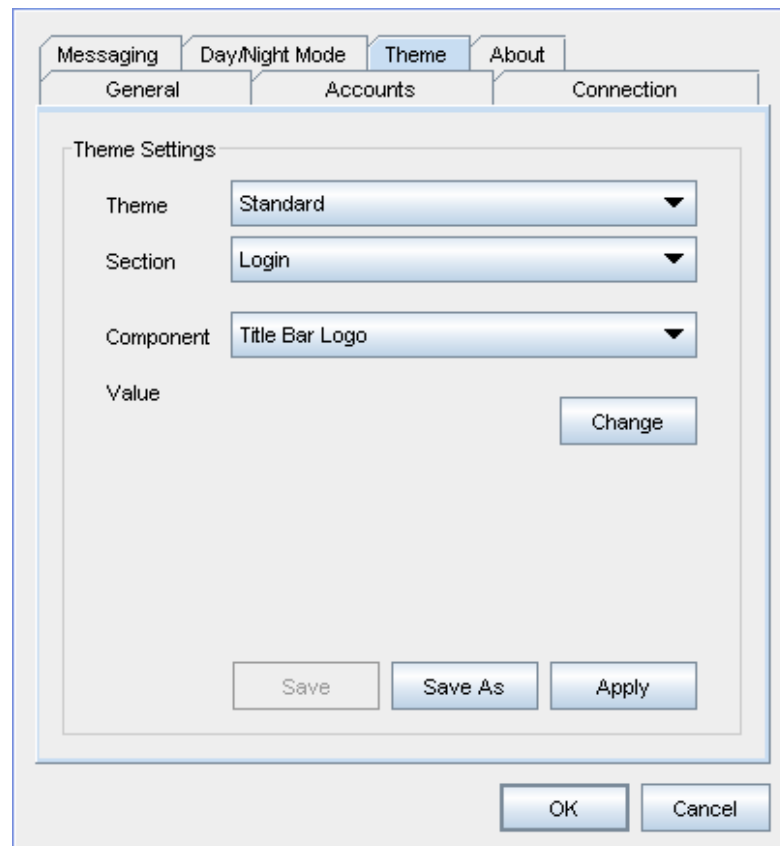 Messaging Day/Night Mode Theme About
General Accounts Connection
Theme Settings
Theme Standard
Section Login
Component Title Bar Logo
Value
Change
Save Save As Apply
OK Cancel